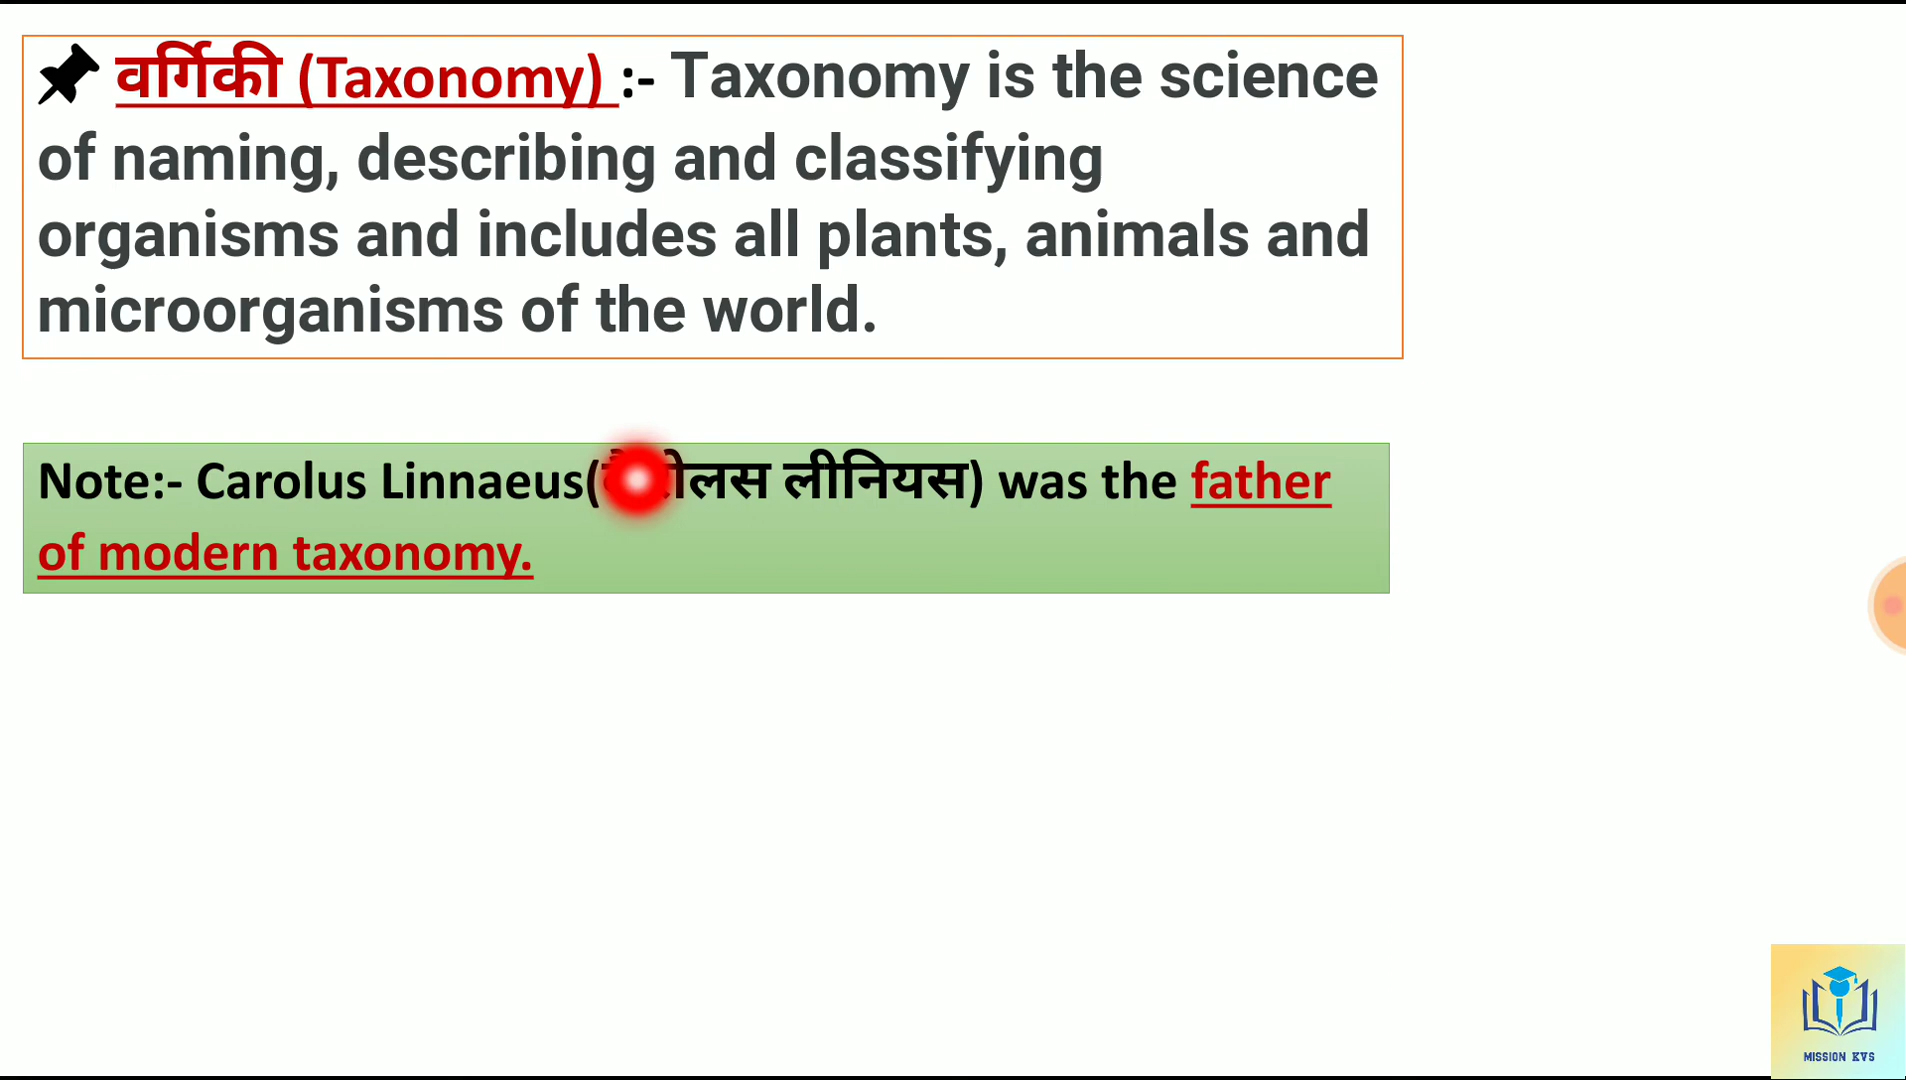 वर्गिकी (Taxonomy) :- Taxonomy is the science
of naming, describing and classifying
organisms and includes all plants, animals and
microorganisms of the world.
Note:- Carolus Linnaeus( लीनियस) was the father
of modern taxonomy.
MISSION KVS